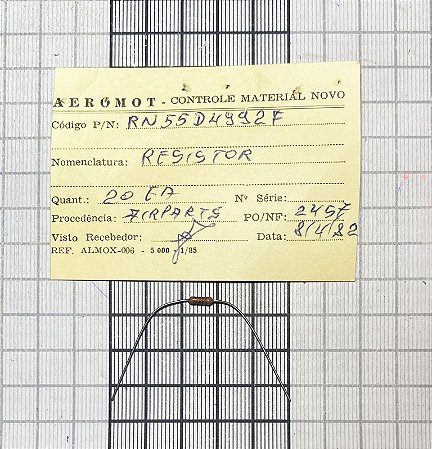 AEROMOT - CONTROLE MATERIAL NOVO
Código P/N: RN55D4992F
Nomenclatura: RESISTOR
Quant.: 20 EA Nº Série:
Procedência: AIRPARTS PO/NF: 2457
Visto Recebedor: Data: 8/4/82
REF. ALMOX-006 - 5 000 1/85